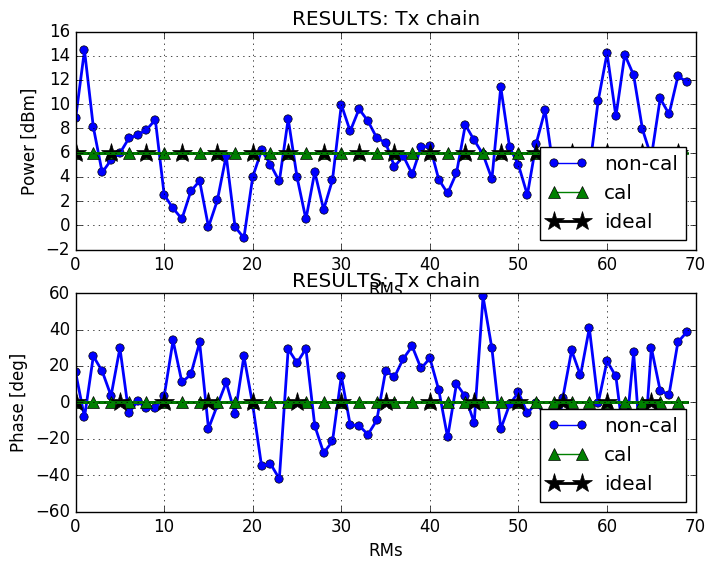 RESULTS: Tx chain
16
14
12
10
8
6
4
2
0
−2
Power [dBm]
non-cal
cal
ideal
0 10 20 30 40 50 60 70
RMs
RESULTS: Tx chain
60
40
20
0
−20
−40
−60
Phase [deg]
non-cal
cal
ideal
0 10 20 30 40 50 60 70
RMs